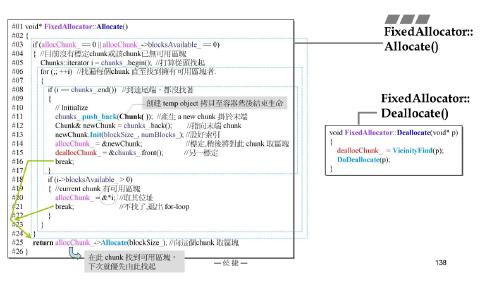 #01 void* FixedAllocator::Allocate()
#02 {
#03 if (allocChunk_ == 0 || allocChunk_->blocksAvailable_ == 0)
#04 { //目前沒有標定chunk或該chunk已無可用區塊
#05 Chunks::iterator i = chunks_.begin(); //打算從頭找起
#06 for (;; ++i) //找遍每個chunk 直至找到擁有可用區塊者.
#07 {
#08 if (i == chunks_.end()) //到達尾端,都沒找著
#09 {
#10 // Initialize
創建 temp object 拷貝至容器然後結束生命
#11 chunks_.push_back(Chunk( )); //產生 a new chunk 掛於末端
#12 Chunk& newChunk = chunks_.back(); //指向末端 chunk
#13 newChunk.Init(blockSize_, numBlocks_); //設好索引
#14 allocChunk_ = &newChunk; //標定,稍後將對此 chunk 取區塊
#15 deallocChunk_ = &chunks_.front(); //另一標定
#16 break;
#17 }
#18 if (i->blocksAvailable_ > 0)
#19 { //current chunk 有可用區塊
#20 allocChunk_ = &*i; //取其位址
#21 break; //不找了,退出 for-loop
#22 }
#23 }
#24 }
#25 return allocChunk_->Allocate(blockSize_); //向這個chunk 取區塊
#26 }
在此 chunk 找到可用區塊,
下次就優先由此找起
FixedAllocator::
Allocate()
FixedAllocator::
Deallocate()
void FixedAllocator::Deallocate(void* p)
{
deallocChunk_ = VicinityFind(p);
DoDeallocate(p);
}
—侯捷—
138